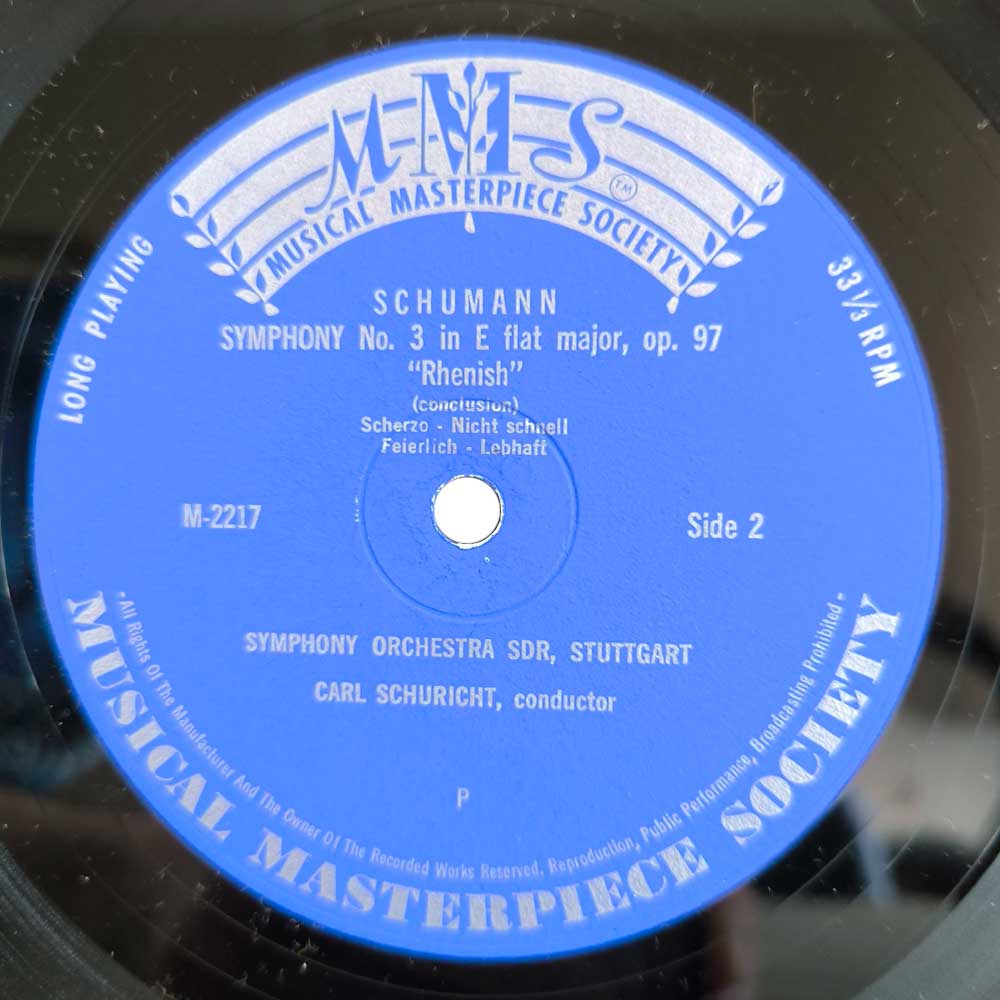 MMS
TM
MUSICAL MASTERPIECE SOCIETY
LONG PLAYING
33 1/3 RPM
SCHUMANN
SYMPHONY No. 3 in E flat major, op. 97
“Rhenish”
(conclusion)
Scherzo - Nicht schnell
Feierlich - Lebhaft
M-2217
Side 2
SYMPHONY ORCHESTRA SDR, STUTTGART
CARL SCHURICHT, conductor
P
•All Rights Of The Manufacturer And The Owner Of The Recorded Works Reserved. Reproduction, Public Performance, Broadcasting Prohibited•
MUSICAL MASTERPIECE SOCIETY